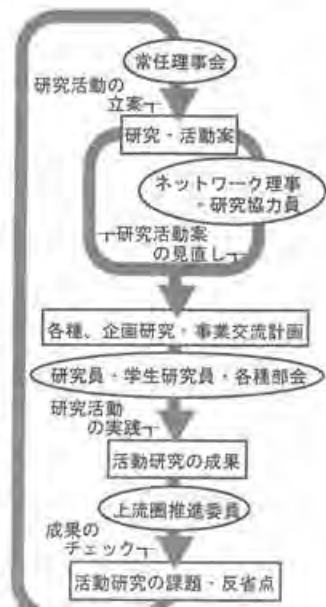 常任理事会
研究活動の
立案
研究・活動案
ネットワーク理事
・研究協力員
研究活動案
の見直し
各種、企画研究・事業交流計画
研究員・学生研究員・各種部会
研究活動
の実践
活動研究の成果
上流圏推進委員
成果の
チェック
活動研究の課題・反省点